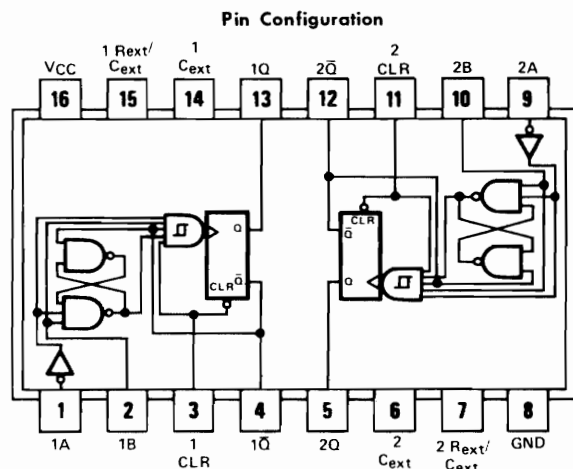 Pin Configuration
1 Rext/ 1 2
VCC Cext Cext 1Q 2Q̅ CLR 2B 2A
16 15 14 13 12 11 10 9
CLR
Q Q̅
Q̅ Q
CLR
1 2 3 4 5 6 7 8
1A 1B 1 1Q̅ 2Q 2 2 Rext/ GND
CLR Cext Cext